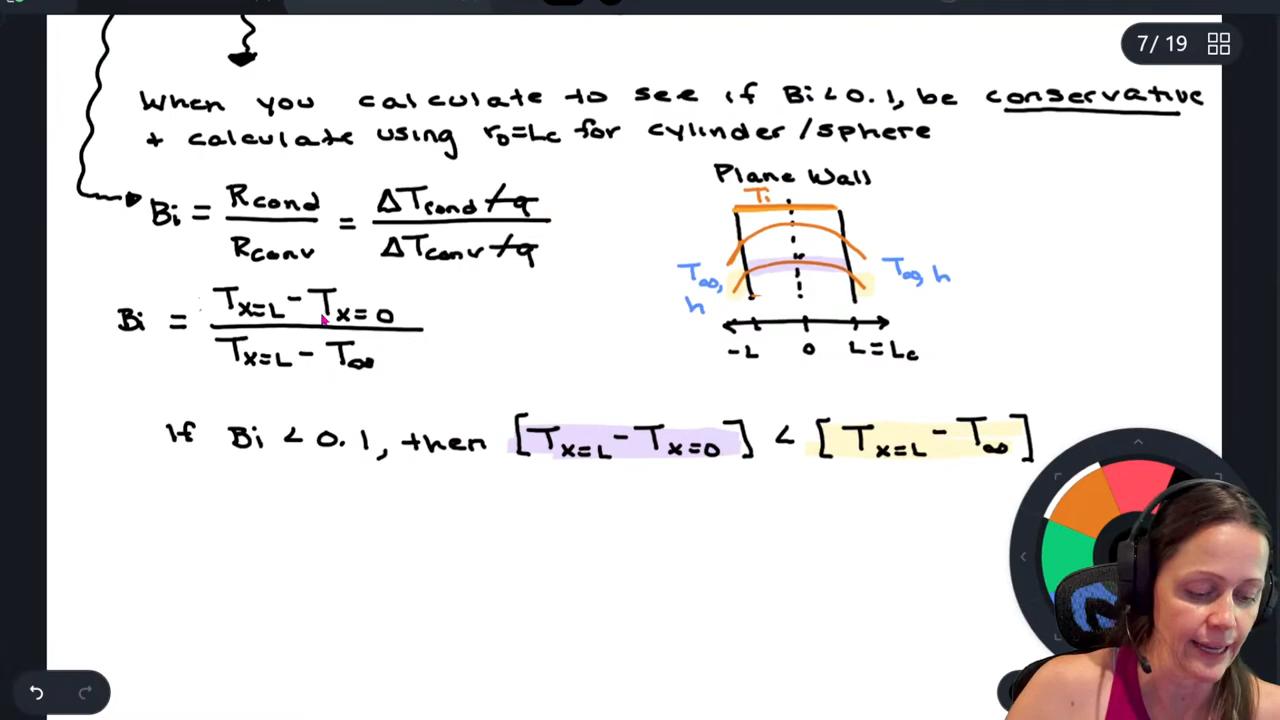 7/19
When you calculate to see if Bi < 0.1, be conservative
+ calculate using r₀=Lc for cylinder/sphere
Bi = Rcond / Rconv = ΔTcond/q / ΔTconv/q
Plane Wall
Ti
T∞, h
T∞, h
-L 0 L=Lc
Bi = Tx=L - Tx=0 / Tx=L - T∞
If Bi < 0.1, then [Tx=L - Tx=0] < [Tx=L - T∞]